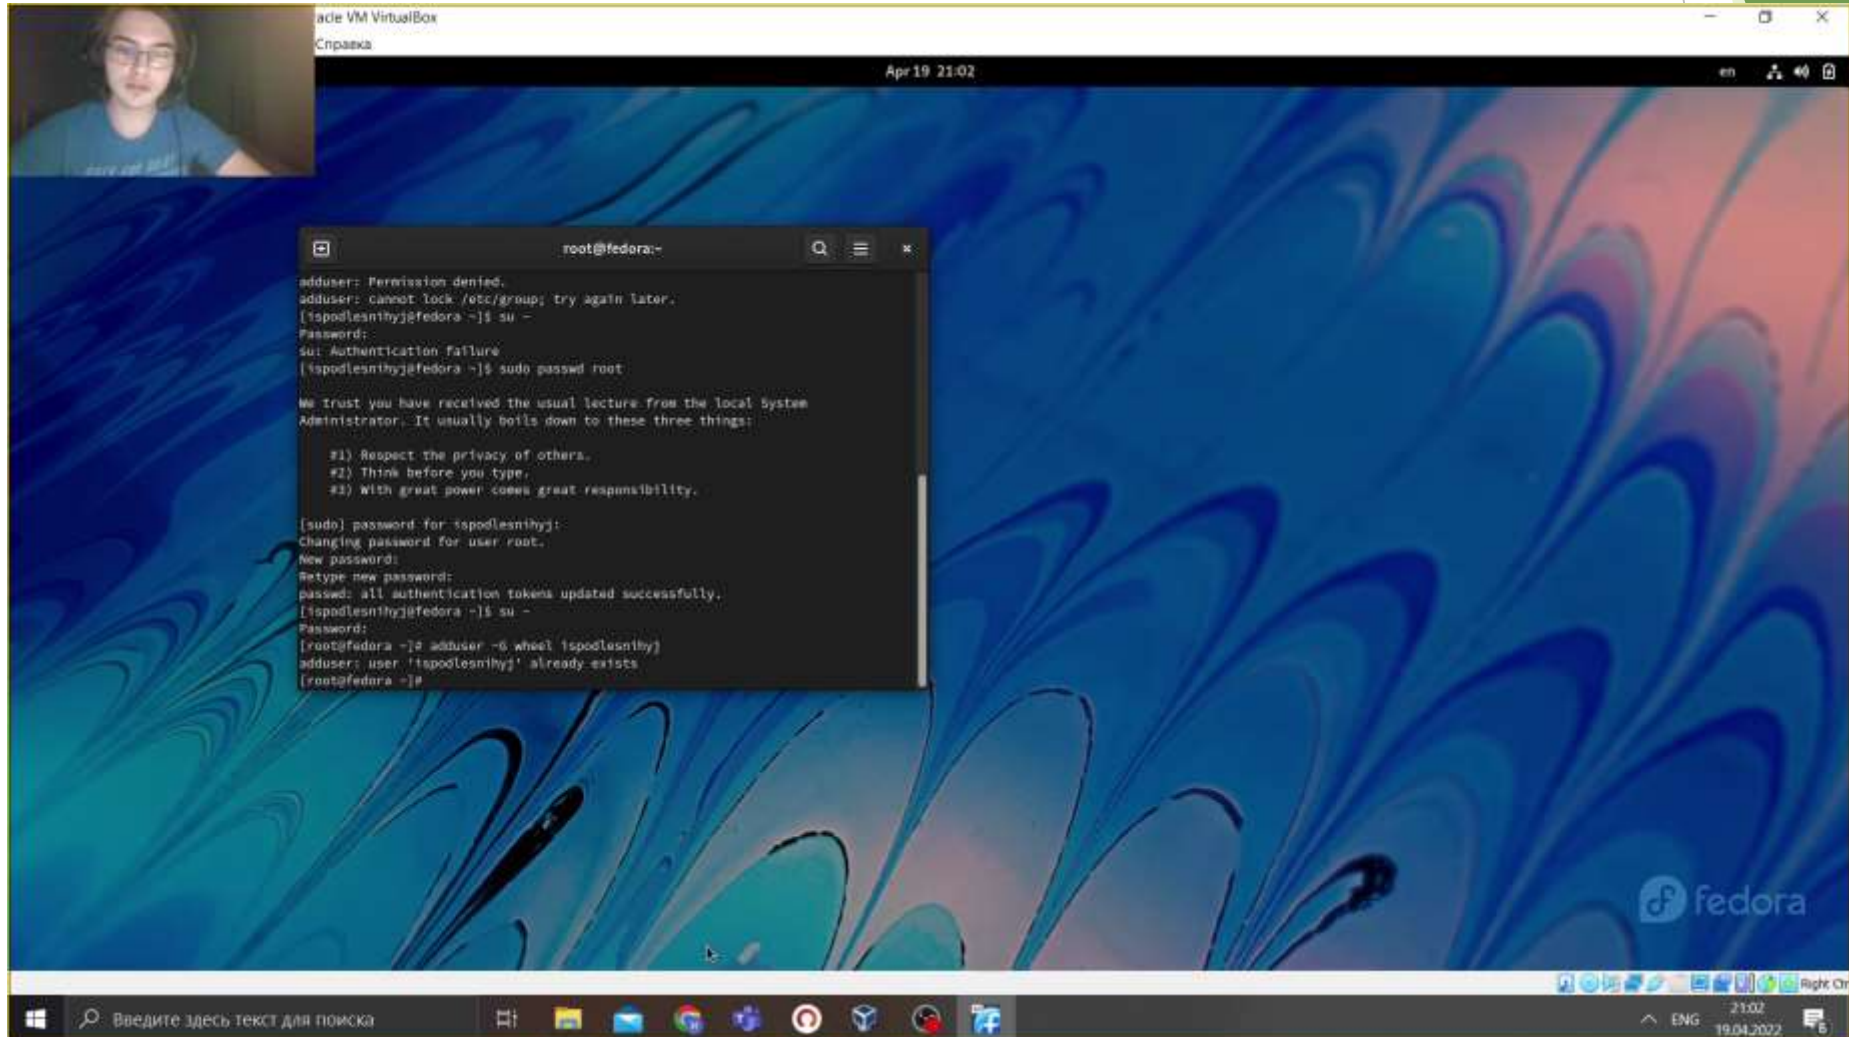 acle VM VirtualBox
Справка
Apr 19 21:02
en
root@fedora:~
adduser: Permission denied.
adduser: cannot lock /etc/group; try again later.
[ispodlesnihyj@fedora ~]$ su -
Password:
su: Authentication failure
[ispodlesnihyj@fedora ~]$ sudo passwd root
We trust you have received the usual lecture from the local System
Administrator. It usually boils down to these three things:
#1) Respect the privacy of others.
#2) Think before you type.
#3) With great power comes great responsibility.
[sudo] password for ispodlesnihyj:
Changing password for user root.
New password:
Retype new password:
passwd: all authentication tokens updated successfully.
[ispodlesnihyj@fedora ~]$ su -
Password:
[root@fedora ~]# adduser -G wheel ispodlesnihyj
adduser: user 'ispodlesnihyj' already exists
[root@fedora ~]#
fedora
Right Ctr
Введите здесь текст для поиска
ENG
21:02
19.04.2022
6